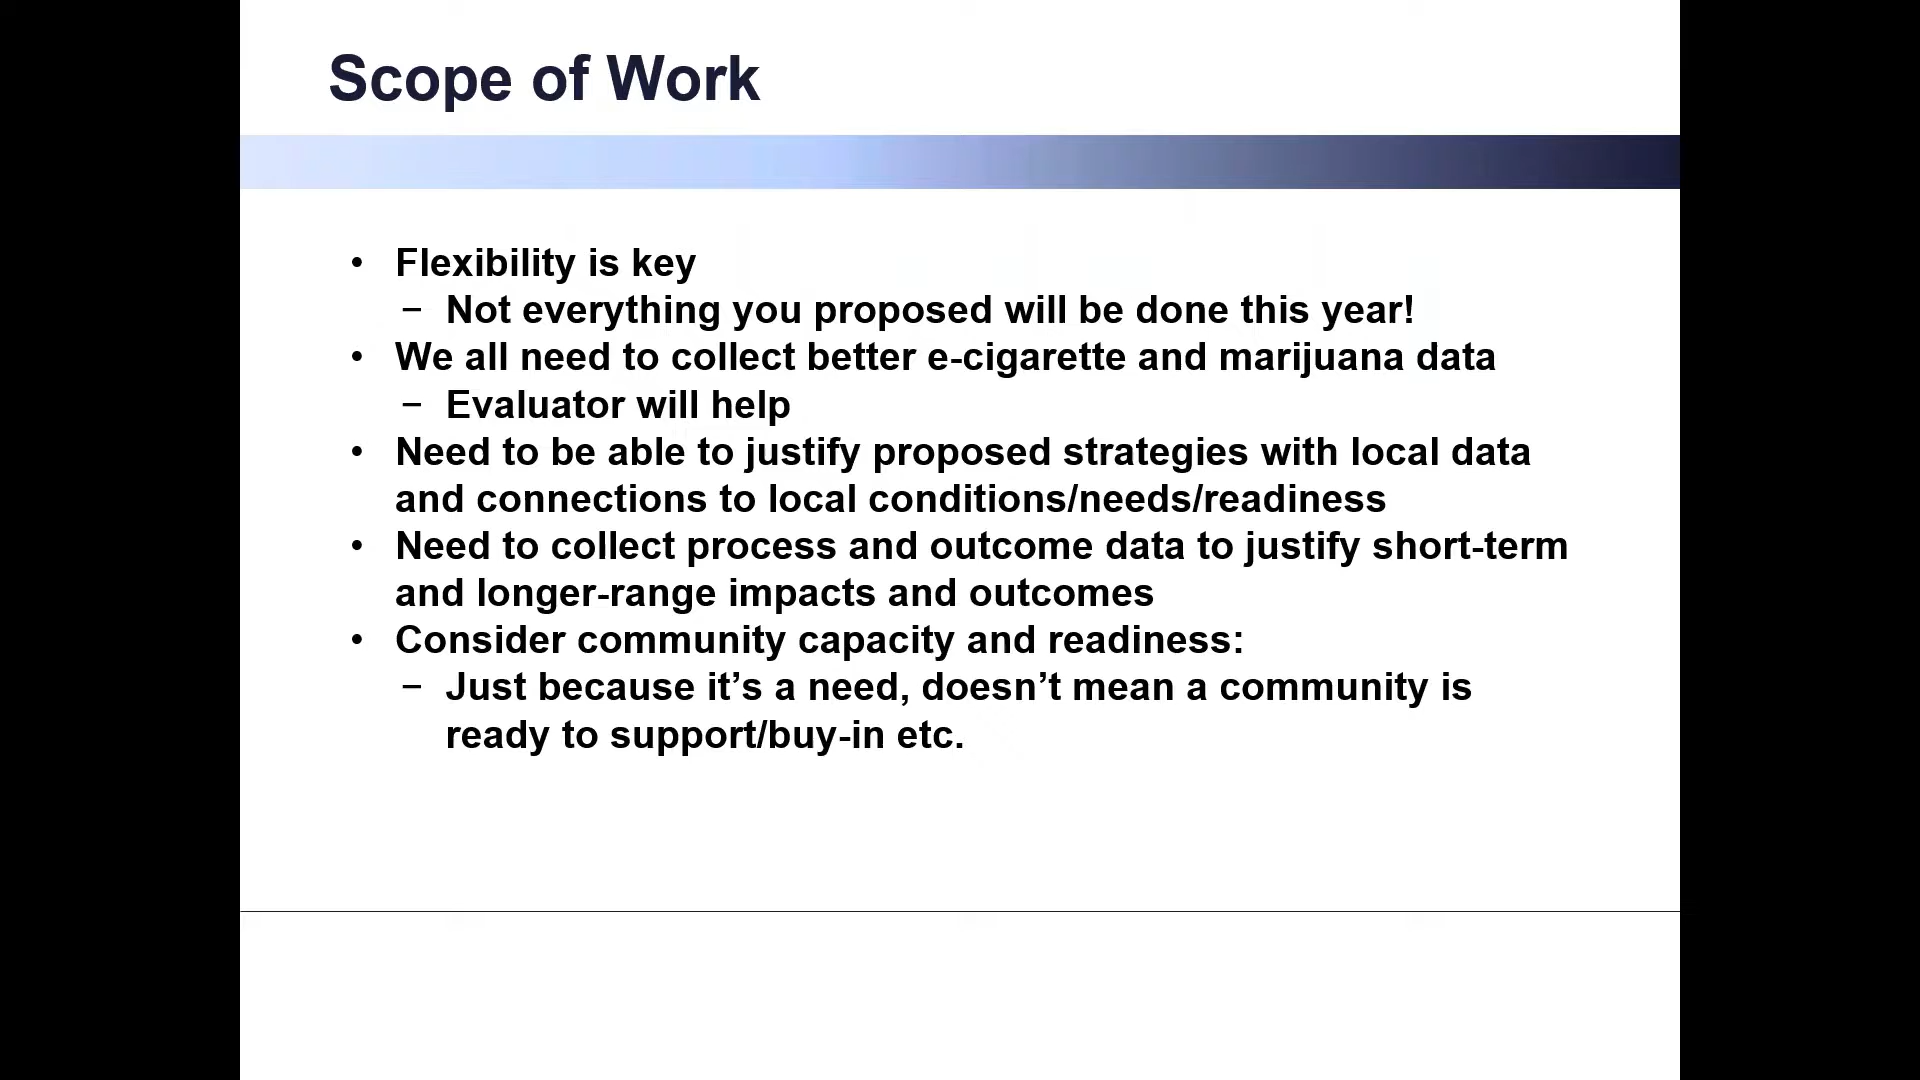 Scope of Work
• Flexibility is key
– Not everything you proposed will be done this year!
• We all need to collect better e-cigarette and marijuana data
– Evaluator will help
• Need to be able to justify proposed strategies with local data
and connections to local conditions/needs/readiness
• Need to collect process and outcome data to justify short-term
and longer-range impacts and outcomes
• Consider community capacity and readiness:
– Just because it’s a need, doesn’t mean a community is
ready to support/buy-in etc.